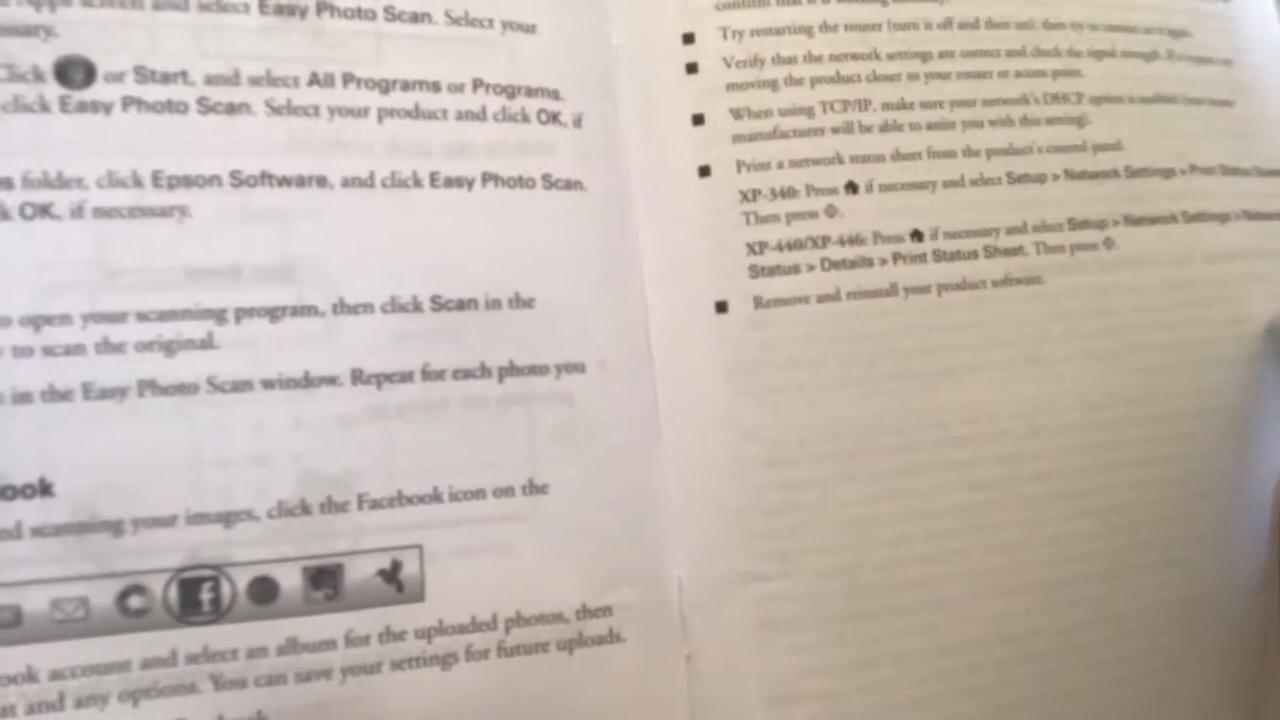 screen and select Easy Photo Scan. Select your
Click or Start, and select All Programs or Programs.
click Easy Photo Scan. Select your product and click OK, if
folder, click Epson Software, and click Easy Photo Scan.
OK, if necessary.
open your scanning program, then click Scan in the
to scan the original.
in the Easy Photo Scan window. Repeat for each photo you
ook
scanning your images, click the Facebook icon on the
f
ook account and select an album for the uploaded photos, then
and any options. You can save your settings for future uploads.
■ Try restarting the router (turn it off and then on), then try to connect to it again.
■ Verify that the network settings are correct and check the signal strength. If
moving the product closer to your router or access point.
■ When using TCP/IP, make sure your network's DHCP
manufacturer will be able to assist you with this setting).
■ Print a network status sheet from the product's control panel.
XP-340: Press if necessary and select Setup > Network Settings > Print Status
Then press .
XP-440/XP-446: Press if necessary and select Setup > Network Settings >
Status > Details > Print Status Sheet. Then press .
■ Remove and reinstall your product software.